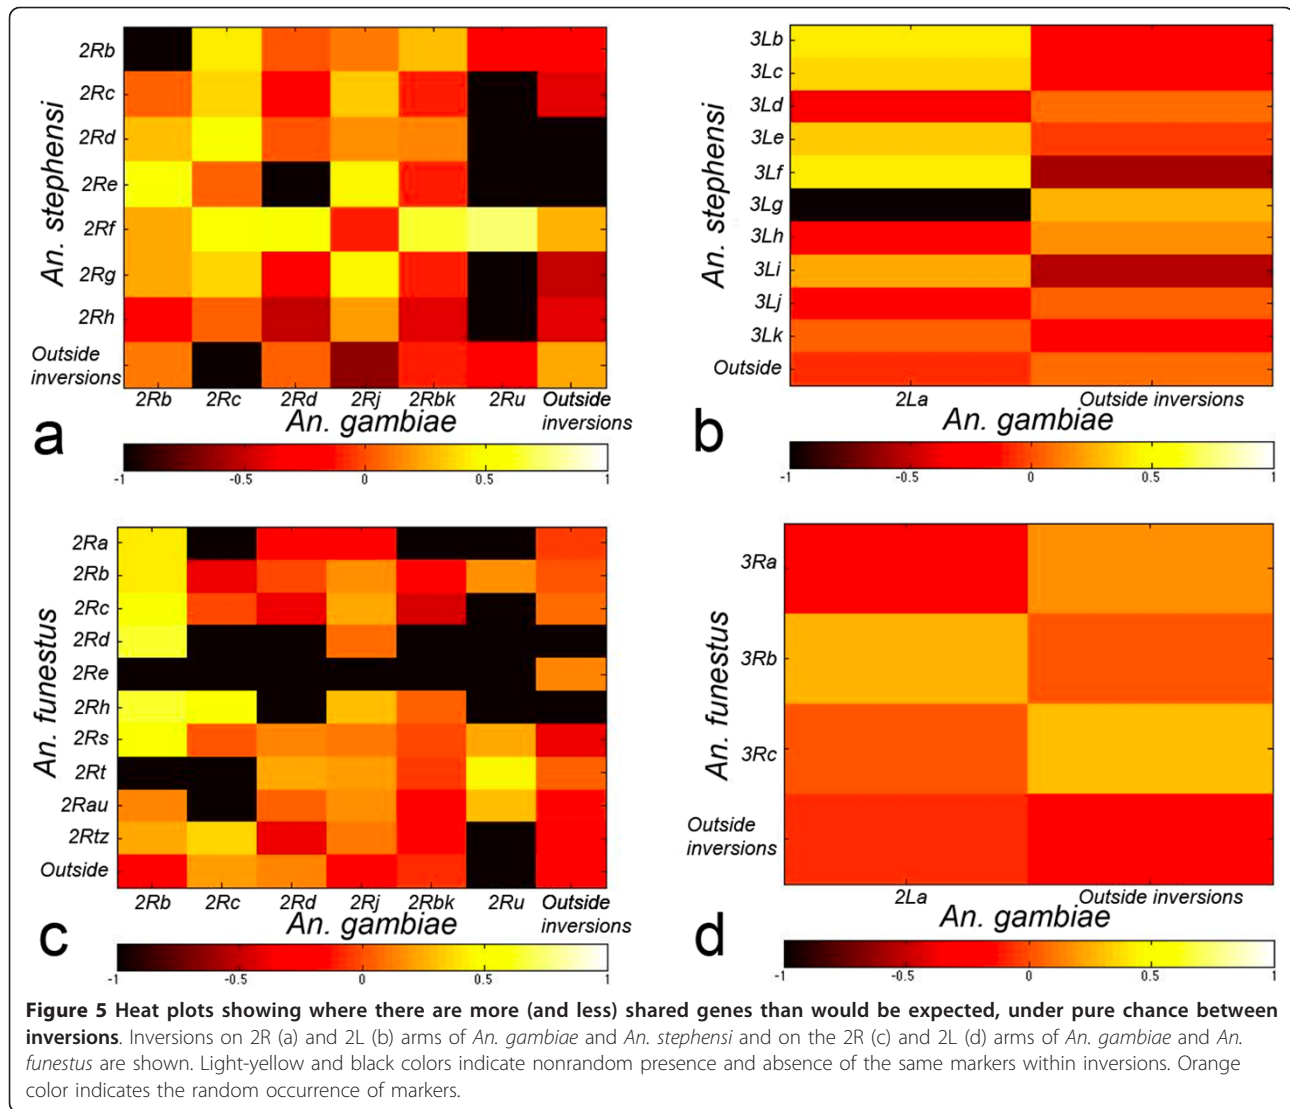 2Rb
2Rc
2Rd
2Re
2Rf
2Rg
2Rh
Outside
inversions
An. stephensi
2Rb 2Rc 2Rd 2Rj 2Rbk 2Ru Outside
inversions
An. gambiae
a
-1 -0.5 0 0.5 1
3Lb
3Lc
3Ld
3Le
3Lf
3Lg
3Lh
3Li
3Lj
3Lk
Outside
An. stephensi
2La Outside inversions
An. gambiae
b
-1 -0.5 0 0.5 1
2Ra
2Rb
2Rc
2Rd
2Re
2Rh
2Rs
2Rt
2Rau
2Rtz
Outside
An. funestus
2Rb 2Rc 2Rd 2Rj 2Rbk 2Ru Outside
inversions
An. gambiae
c
-1 -0.5 0 0.5 1
3Ra
3Rb
3Rc
Outside
inversions
An. funestus
2La Outside inversions
An. gambiae
d
-1 -0.5 0 0.5 1
Figure 5 Heat plots showing where there are more (and less) shared genes than would be expected, under pure chance between
inversions. Inversions on 2R (a) and 2L (b) arms of An. gambiae and An. stephensi and on the 2R (c) and 2L (d) arms of An. gambiae and An.
funestus are shown. Light-yellow and black colors indicate nonrandom presence and absence of the same markers within inversions. Orange
color indicates the random occurrence of markers.